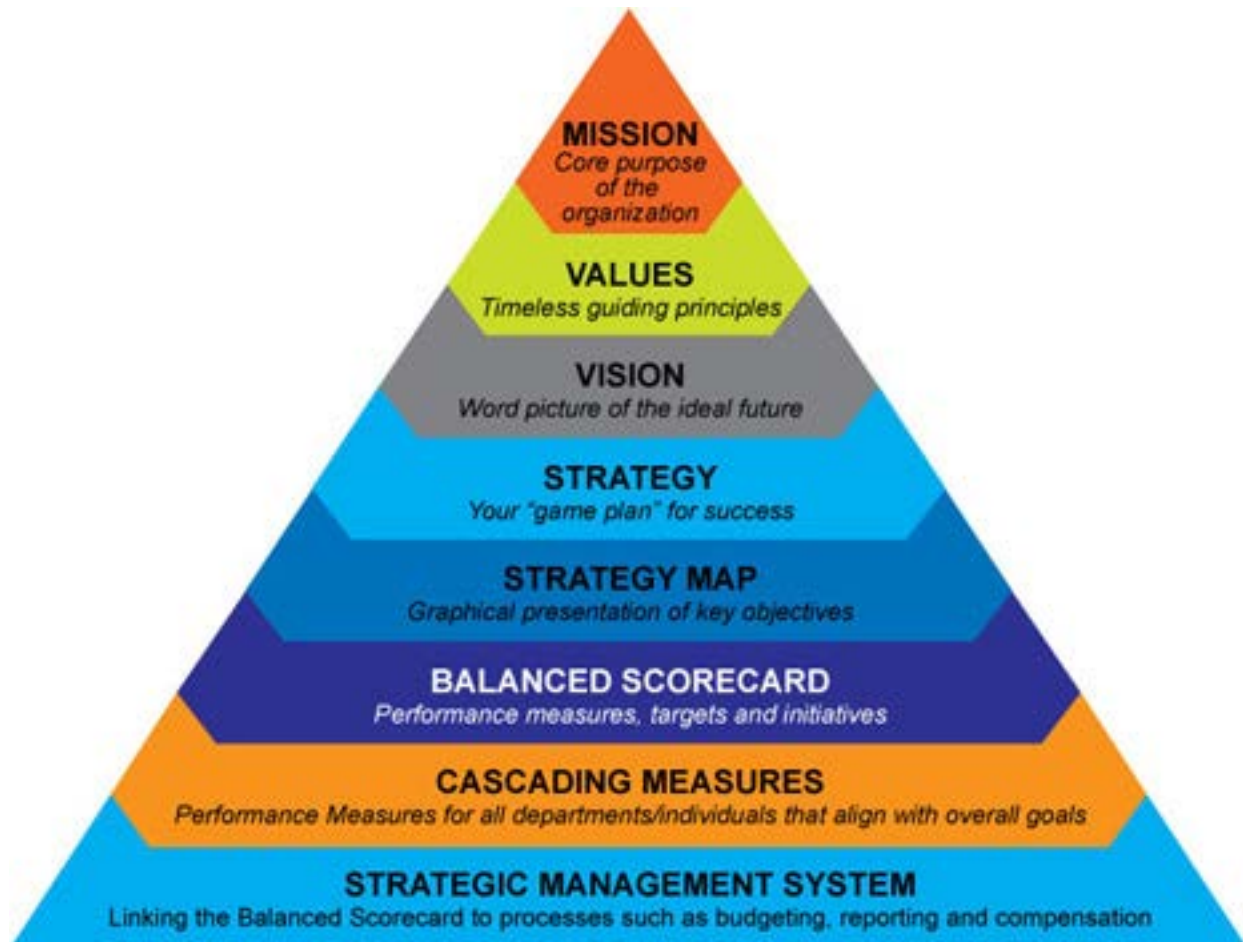 MISSION
Core purpose
of the
organization
VALUES
Timeless guiding principles
VISION
Word picture of the ideal future
STRATEGY
Your “game plan” for success
STRATEGY MAP
Graphical presentation of key objectives
BALANCED SCORECARD
Performance measures, targets and initiatives
CASCADING MEASURES
Performance Measures for all departments/individuals that align with overall goals
STRATEGIC MANAGEMENT SYSTEM
Linking the Balanced Scorecard to processes such as budgeting, reporting and compensation